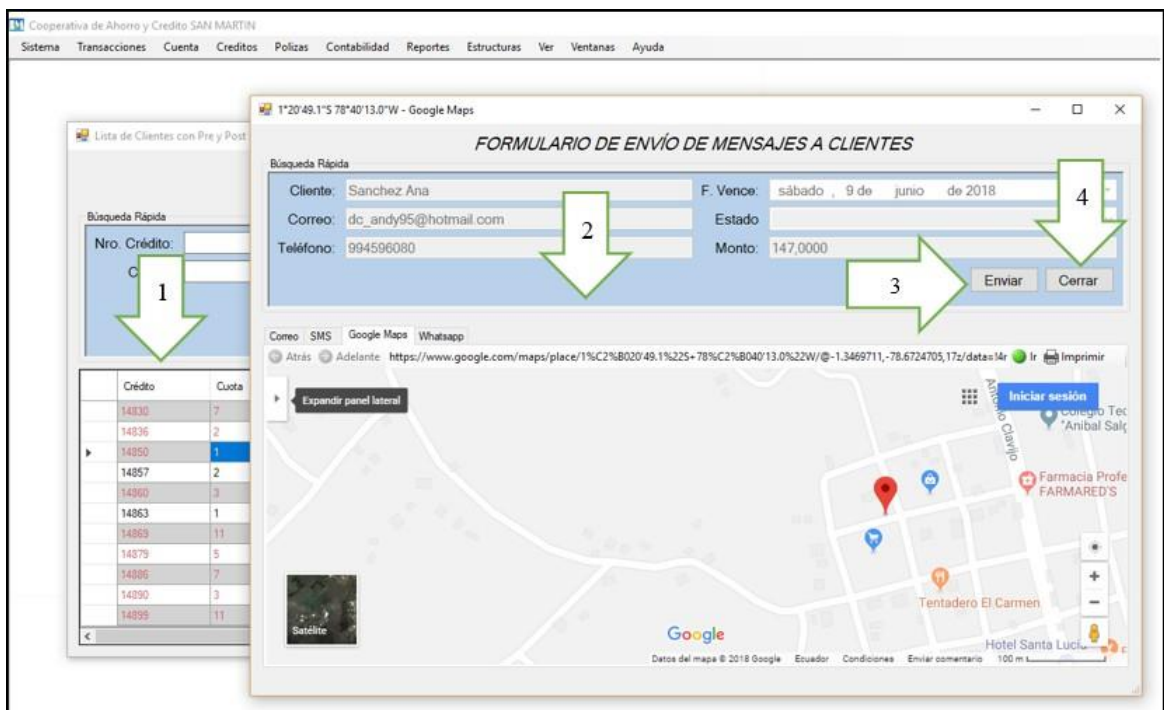 Cooperativa de Ahorro y Credito SAN MARTIN
Sistema Transacciones Cuenta Creditos Polizas Contabilidad Reportes Estructuras Ver Ventanas Ayuda
Lista de Clientes con Pre y Post
Búsqueda Rápida
Nro. Crédito:
C
1
Crédito Cuota
14830 7
14836 2
14850 1
14857 2
14860 3
14863 1
14869 11
14879 5
14886 7
14890 3
14899 11
1°20'49.1"S 78°40'13.0"W - Google Maps
FORMULARIO DE ENVÍO DE MENSAJES A CLIENTES
Búsqueda Rápida
Cliente: Sanchez Ana F. Vence: sábado , 9 de junio de 2018
Correo: dc_andy95@hotmail.com Estado
Teléfono: 994596080 Monto: 147,0000
2
4
3
Enviar Cerrar
Correo SMS Google Maps Whatsapp
Atrás Adelante https://www.google.com/maps/place/1%C2%B020'49.1%22S+78%C2%B040'13.0%22W/@-1.3469711,-78.6724705,17z/data=!4r Ir Imprimir
Expandir panel lateral
Iniciar sesión
Antonio Clavijo
Colegio Tec
"Anibal Salg
Farmacia Profe
FARMARED'S
Tentadero El Carmen
Hotel Santa Lucia
Satélite
Google
Datos del mapa © 2018 Google Ecuador Condiciones Enviar comentario 100 m